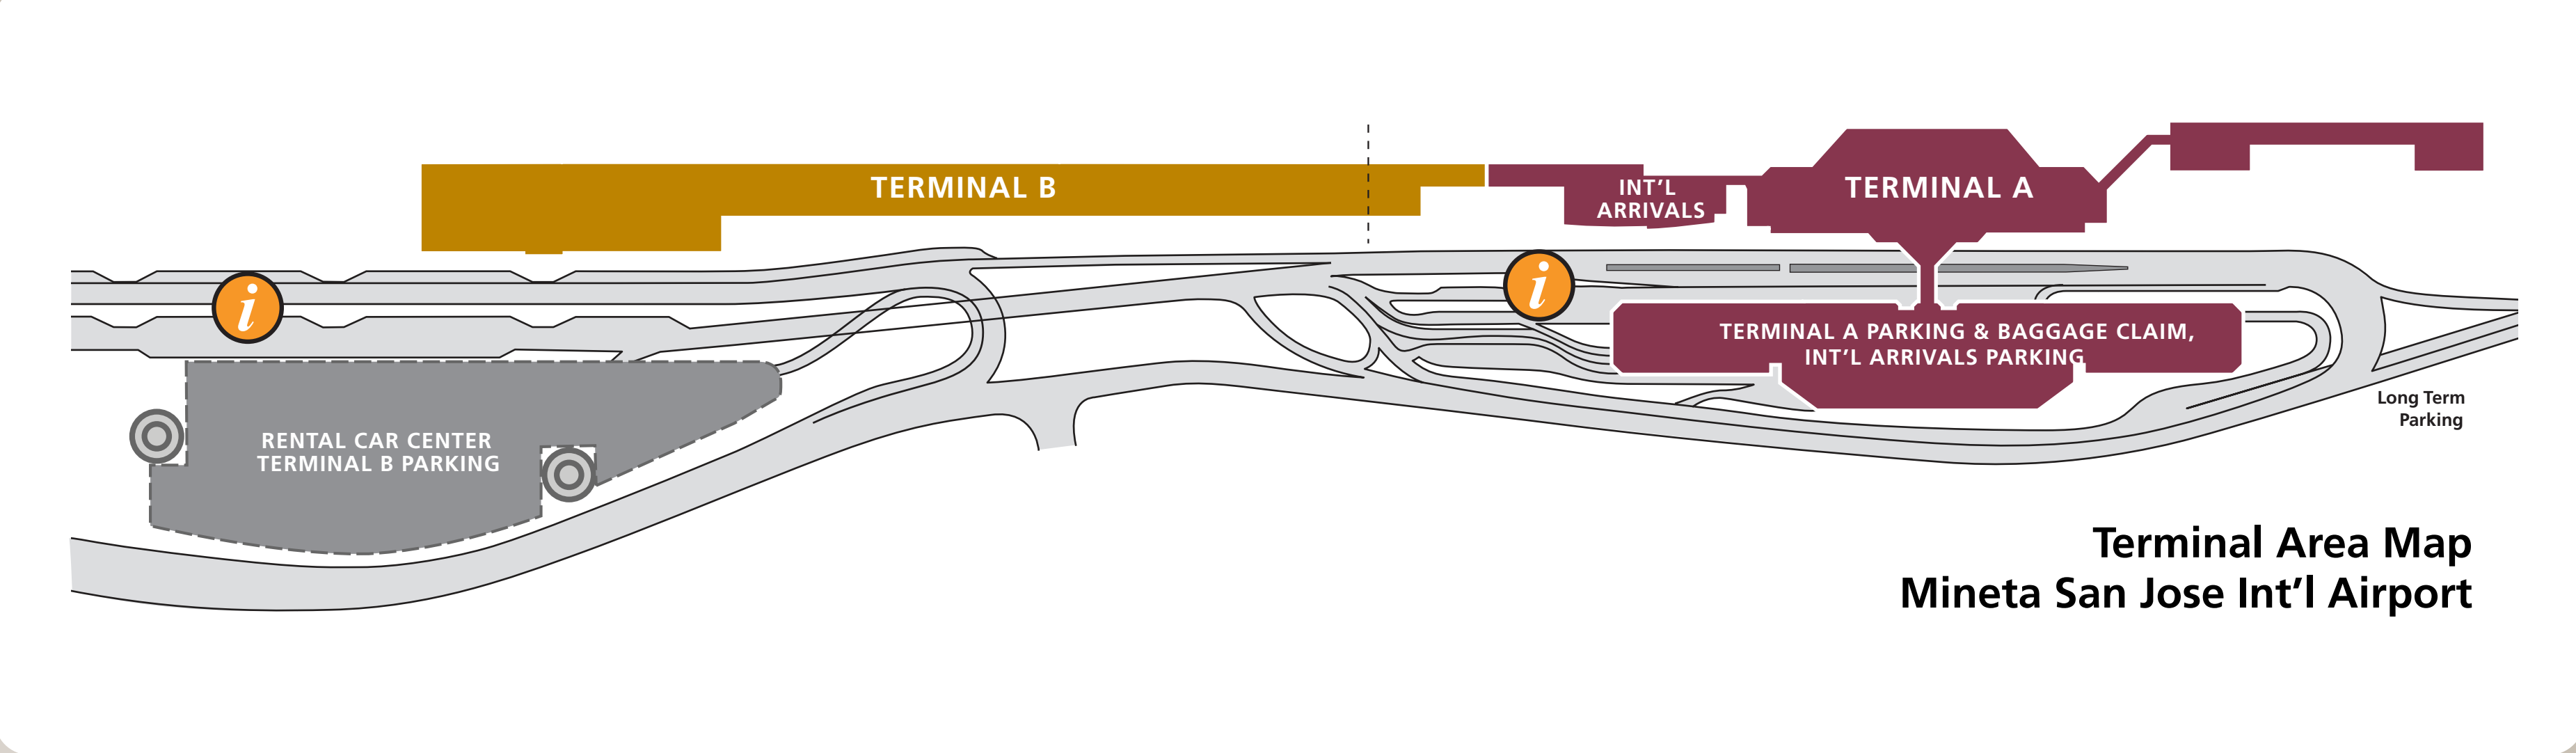 TERMINAL B
INT’L
ARRIVALS
TERMINAL A
i
i
TERMINAL A PARKING & BAGGAGE CLAIM,
INT’L ARRIVALS PARKING
RENTAL CAR CENTER
TERMINAL B PARKING
Long Term
Parking
Terminal Area Map
Mineta San Jose Int’l Airport